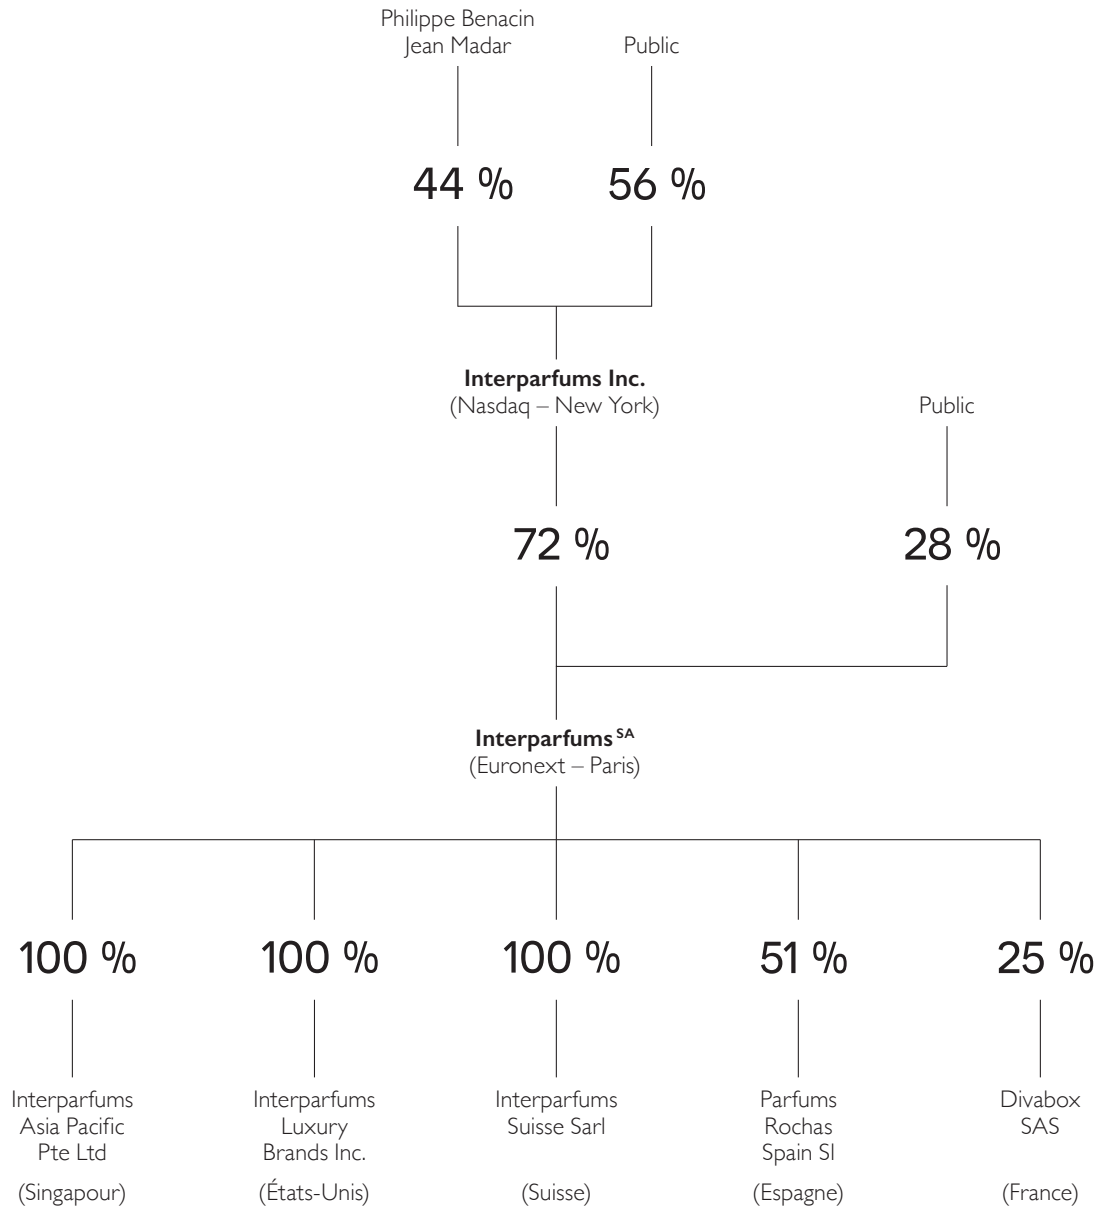 Philippe Benacin
Jean Madar
Public
44 %
56 %
Interparfums Inc.
(Nasdaq – New York)
Public
72 %
28 %
Interparfums SA
(Euronext – Paris)
100 %
100 %
100 %
51 %
25 %
Interparfums
Asia Pacific
Pte Ltd
(Singapour)
Interparfums
Luxury
Brands Inc.
(États-Unis)
Interparfums
Suisse Sarl
(Suisse)
Parfums
Rochas
Spain Sl
(Espagne)
Divabox
SAS
(France)